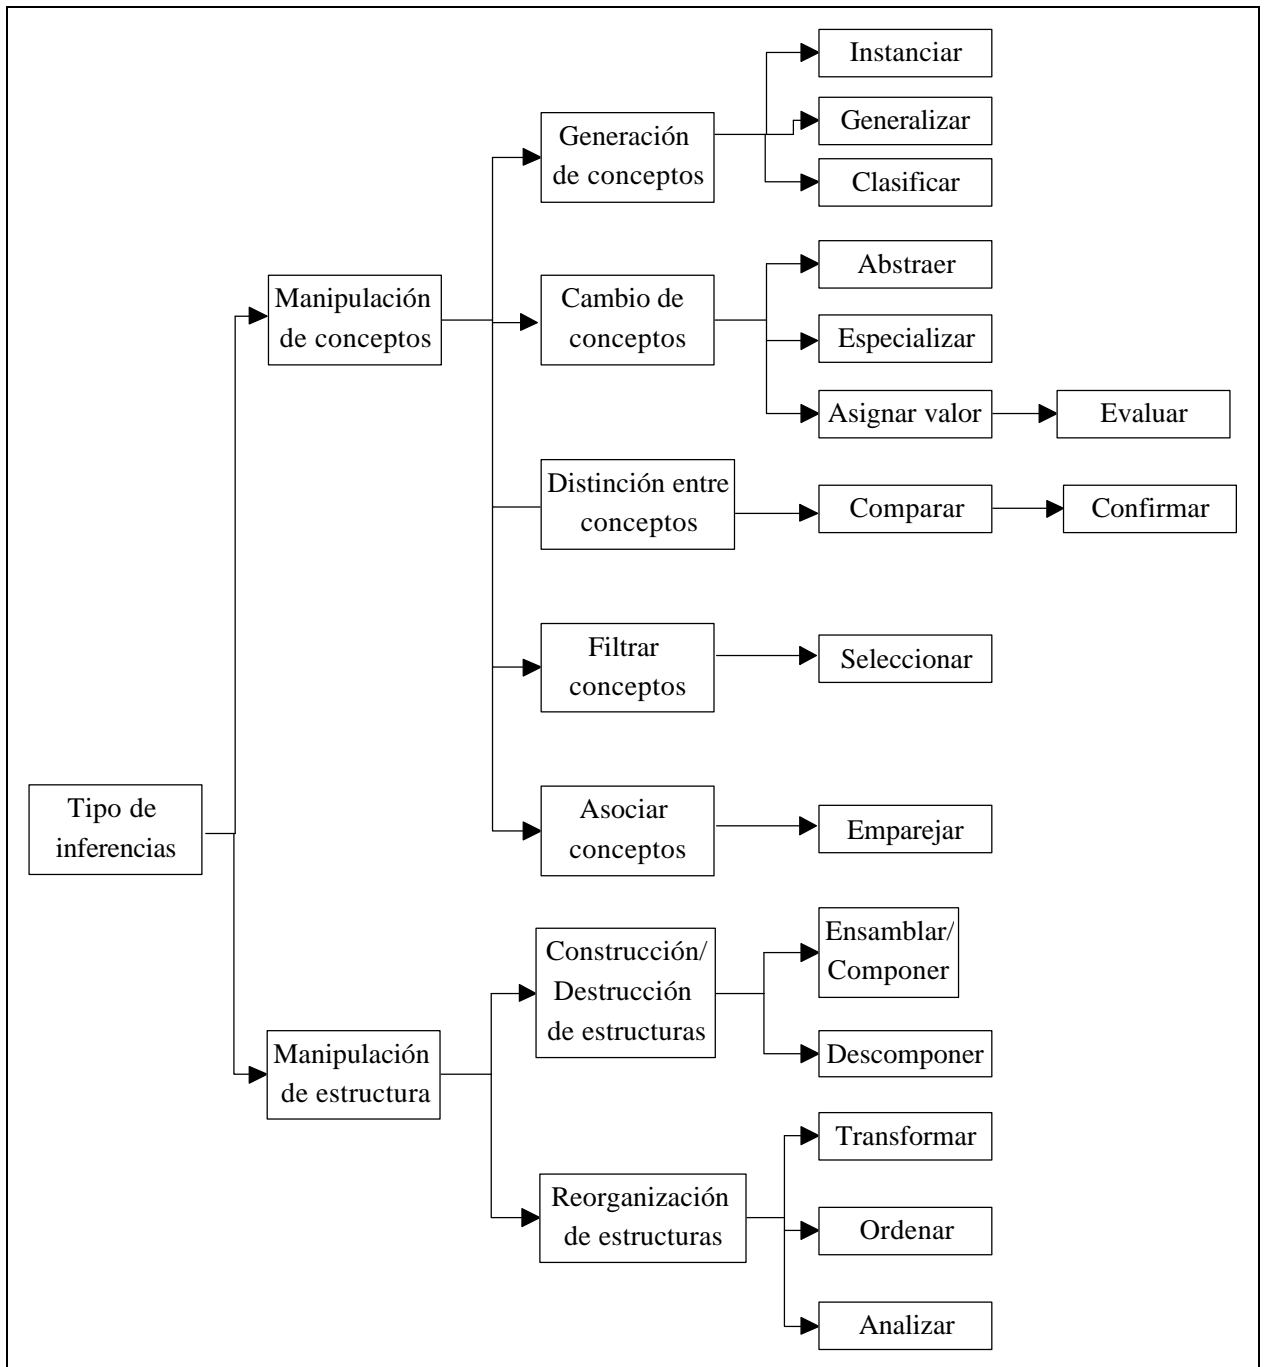 Instanciar
Generalizar
Clasificar
Generación
de conceptos
Abstraer
Especializar
Asignar valor
Evaluar
Cambio de
conceptos
Manipulación
de conceptos
Distinción entre
conceptos
Comparar
Confirmar
Filtrar
conceptos
Seleccionar
Asociar
conceptos
Emparejar
Tipo de
inferencias
Construcción/
Destrucción
de estructuras
Ensamblar/
Componer
Descomponer
Manipulación
de estructura
Reorganización
de estructuras
Transformar
Ordenar
Analizar